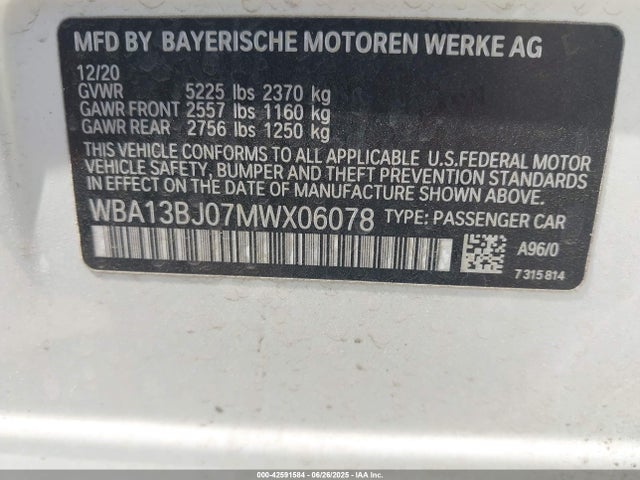 MFD BY BAYERISCHE MOTOREN WERKE AG
12/20
GVWR 5225 lbs 2370 kg
GAWR FRONT 2557 lbs 1160 kg
GAWR REAR 2756 lbs 1250 kg
THIS VEHICLE CONFORMS TO ALL APPLICABLE U.S.FEDERAL MOTOR
VEHICLE SAFETY, BUMPER AND THEFT PREVENTION STANDARDS
IN EFFECT ON THE DATE OF MANUFACTURE SHOWN ABOVE.
WBA13BJ07MWX06078 TYPE: PASSENGER CAR
A96/0
7315814
000-42591584 | 06/26/2025 | IAA Inc.